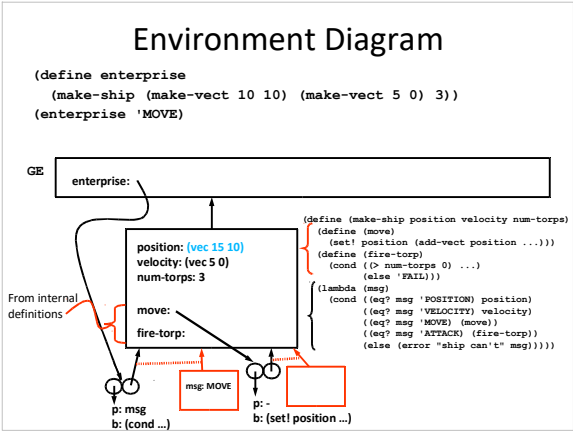 Environment Diagram
(define enterprise
(make-ship (make-vect 10 10) (make-vect 5 0) 3))
(enterprise 'MOVE)
GE
enterprise:
(define (make-ship position velocity num-torps)
(define (move)
(set! position (add-vect position ...)))
(define (fire-torp)
(cond ((> num-torps 0) ...)
(else 'FAIL)))
(lambda (msg)
(cond ((eq? msg 'POSITION) position)
((eq? msg 'VELOCITY) velocity)
((eq? msg 'MOVE) (move))
((eq? msg 'ATTACK) (fire-torp))
(else (error "ship can't" msg)))))
position: (vec 15 10)
velocity: (vec 5 0)
num-torps: 3
From internal
definitions
move:
fire-torp:
msg: MOVE
p: msg
b: (cond ...)
p: -
b: (set! position ...)